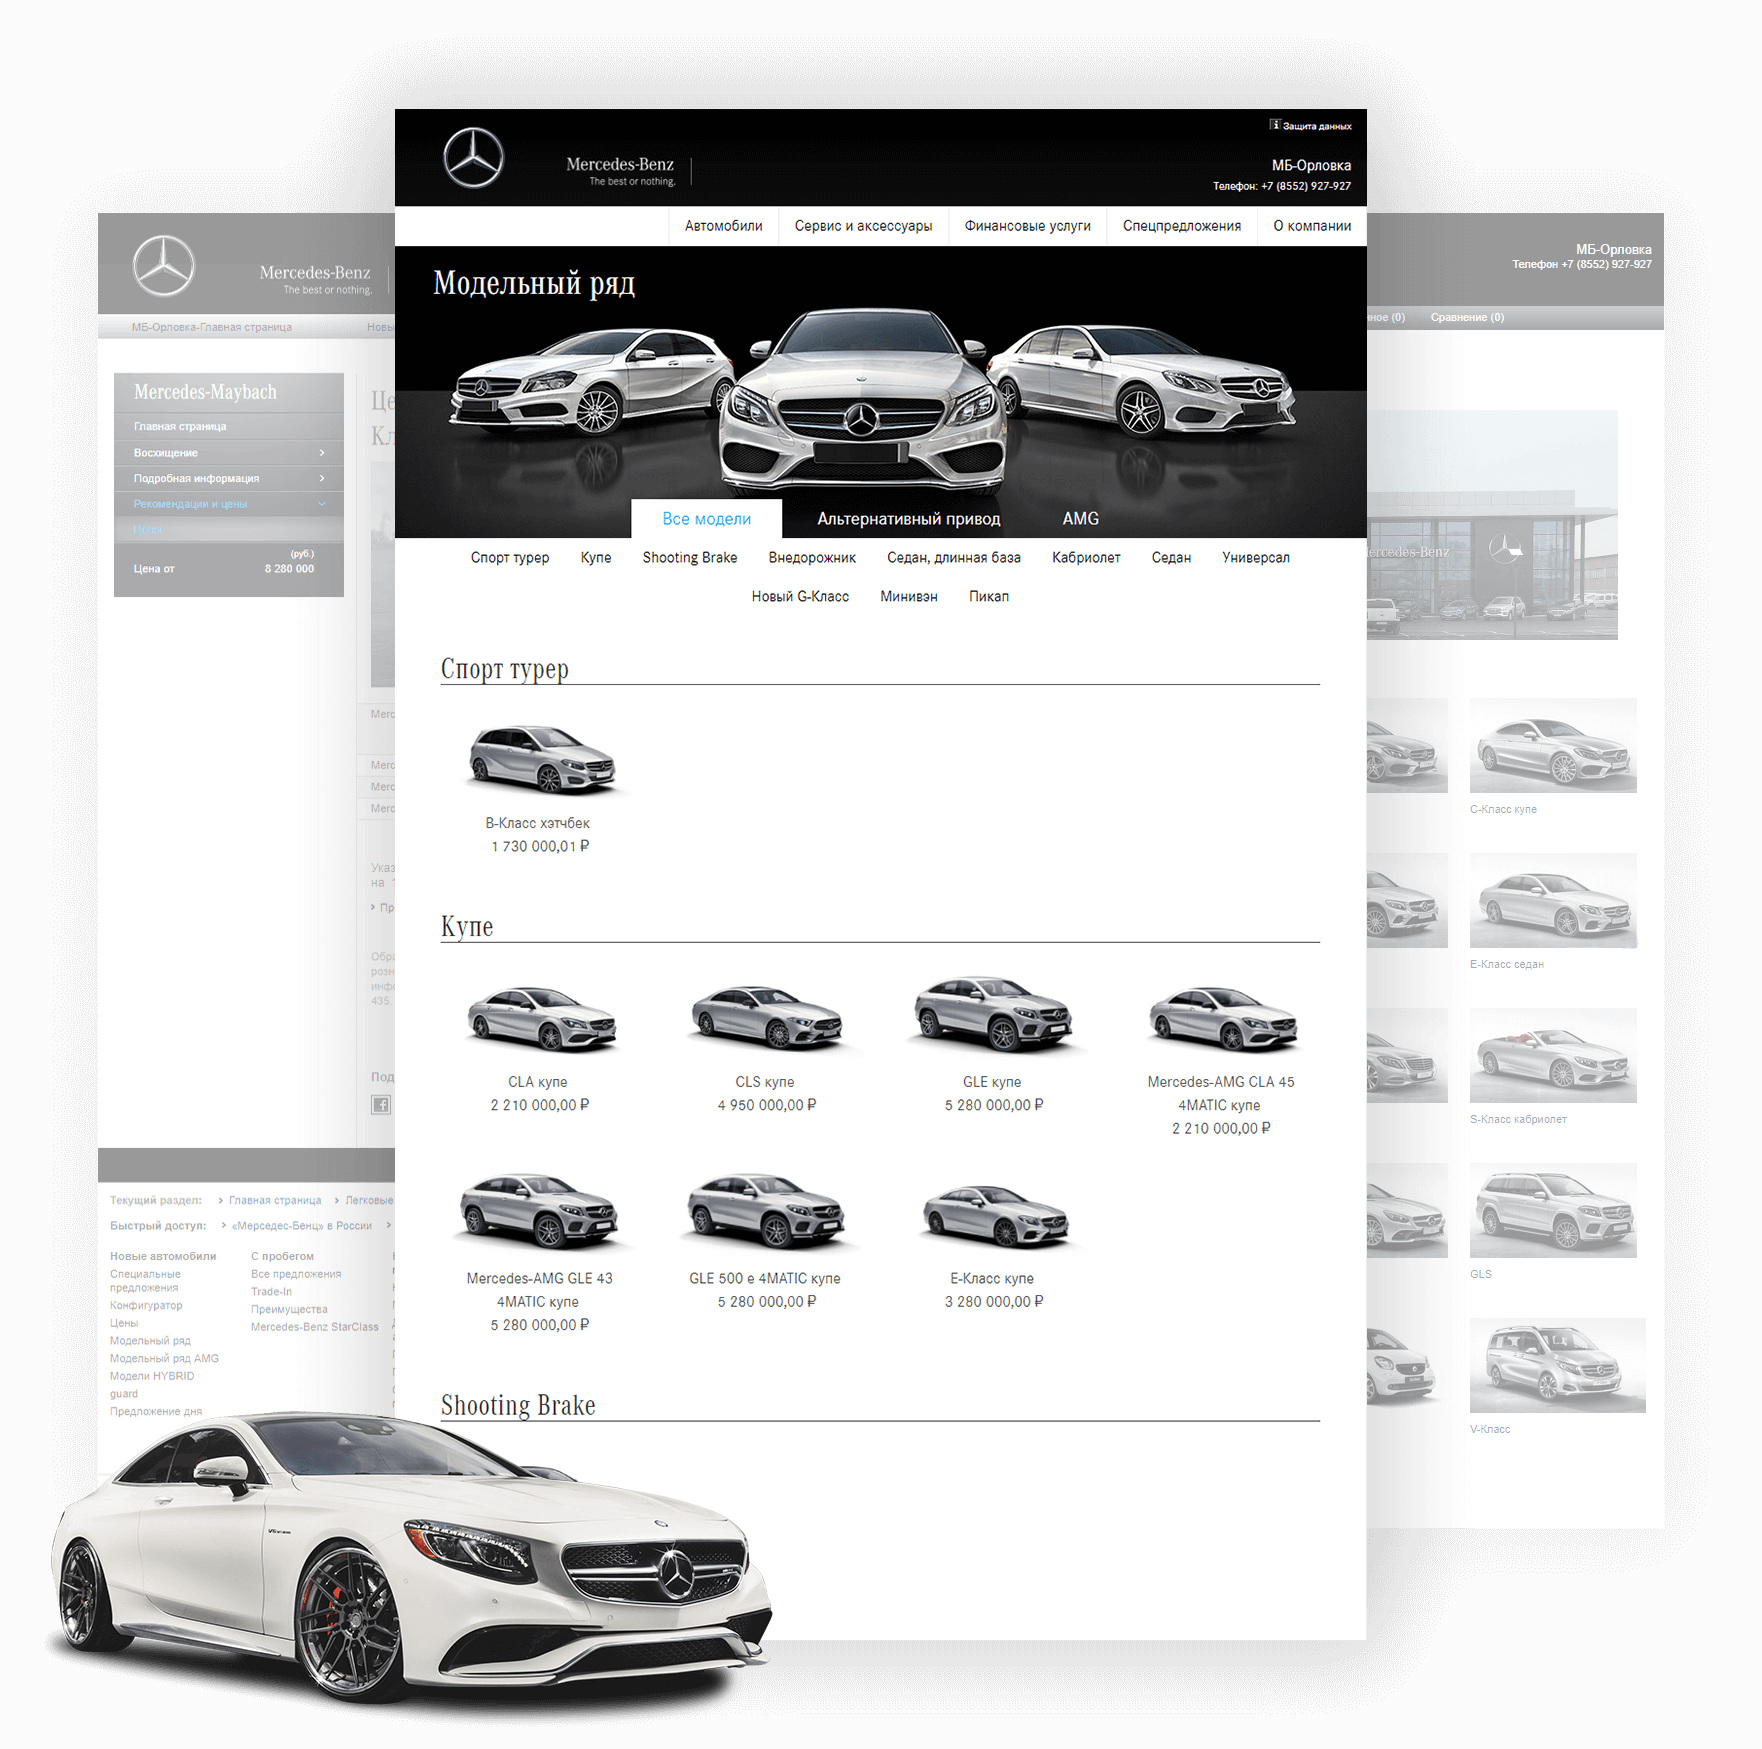 Защита данных
Mercedes-Benz
The best or nothing.
МБ-Орловка
Телефон: +7 (8552) 927-927
Автомобили
Сервис и аксессуары
Финансовые услуги
Спецпредложения
О компании
Модельный ряд
Все модели
Альтернативный привод
AMG
Спорт турер
Купе
Shooting Brake
Внедорожник
Седан, длинная база
Кабриолет
Седан
Универсал
Новый G-Класс
Минивэн
Пикап
Спорт турер
В-Класс хэтчбек
1 730 000,01 ₽
Купе
CLA купе
2 210 000,00 ₽
CLS купе
4 950 000,00 ₽
GLE купе
5 280 000,00 ₽
Mercedes-AMG CLA 45
4MATIC купе
2 210 000,00 ₽
Mercedes-AMG GLE 43
4MATIC купе
5 280 000,00 ₽
GLE 500 e 4MATIC купе
5 280 000,00 ₽
Е-Класс купе
3 280 000,00 ₽
Shooting Brake
Mercedes-Benz
The best or nothing.
МБ-Орловка-Главная страница
Mercedes-Maybach
Главная страница
Восхищение
Подробная информация
Рекомендации и цены
Цены
(руб.)
Цена от 8 280 000
435.
Текущий раздел: Главная страница
Легковые
Быстрый доступ: «Мерседес-Бенц» в России
Новые автомобили
Специальные
предложения
Конфигуратор
Цены
Модельный ряд
Модельный ряд AMG
Модели HYBRID
guard
Предложение дня
С пробегом
Все предложения
Trade-In
Преимущества
Mercedes-Benz StarClass
МБ-Орловка
Телефон +7 (8552) 927-927
(0)
Сравнение (0)
С-Класс купе
Е-Класс седан
S-Класс кабриолет
GLS
V-Класс